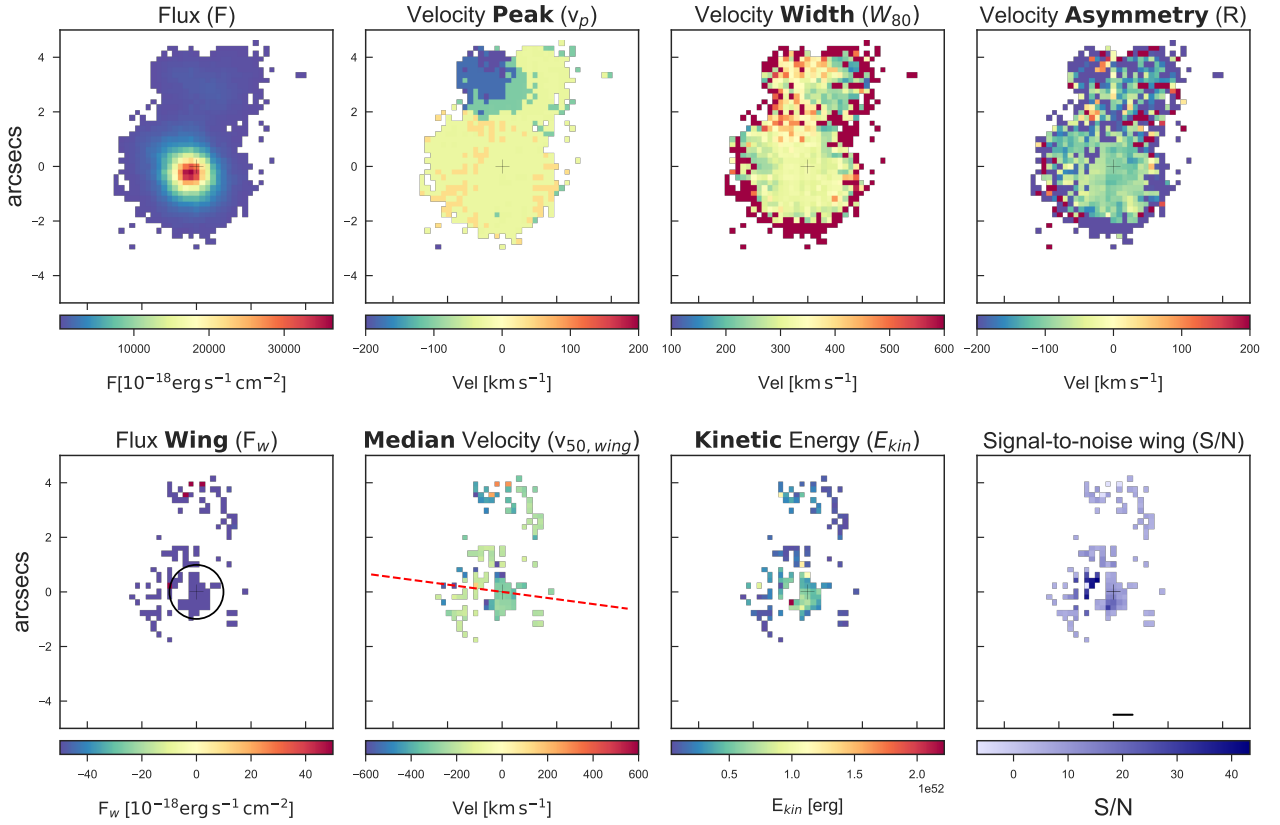 Flux (F)
Velocity Peak (v_p)
Velocity Width (W_80)
Velocity Asymmetry (R)
arcsecs
4
2
0
−2
−4
10000 20000 30000
−200 −100 0 100 200
100 200 300 400 500 600
−200 −100 0 100 200
F[10^−18 erg s^−1 cm^−2]
Vel [km s^−1]
Vel [km s^−1]
Vel [km s^−1]
Flux Wing (F_w)
Median Velocity (v_50, wing)
Kinetic Energy (E_kin)
Signal-to-noise wing (S/N)
arcsecs
4
2
0
−2
−4
−40 −20 0 20 40
−600 −400 −200 0 200 400 600
0.5 1.0 1.5 2.0
1e52
0 10 20 30 40
F_w [10^−18 erg s^−1 cm^−2]
Vel [km s^−1]
E_kin [erg]
S/N